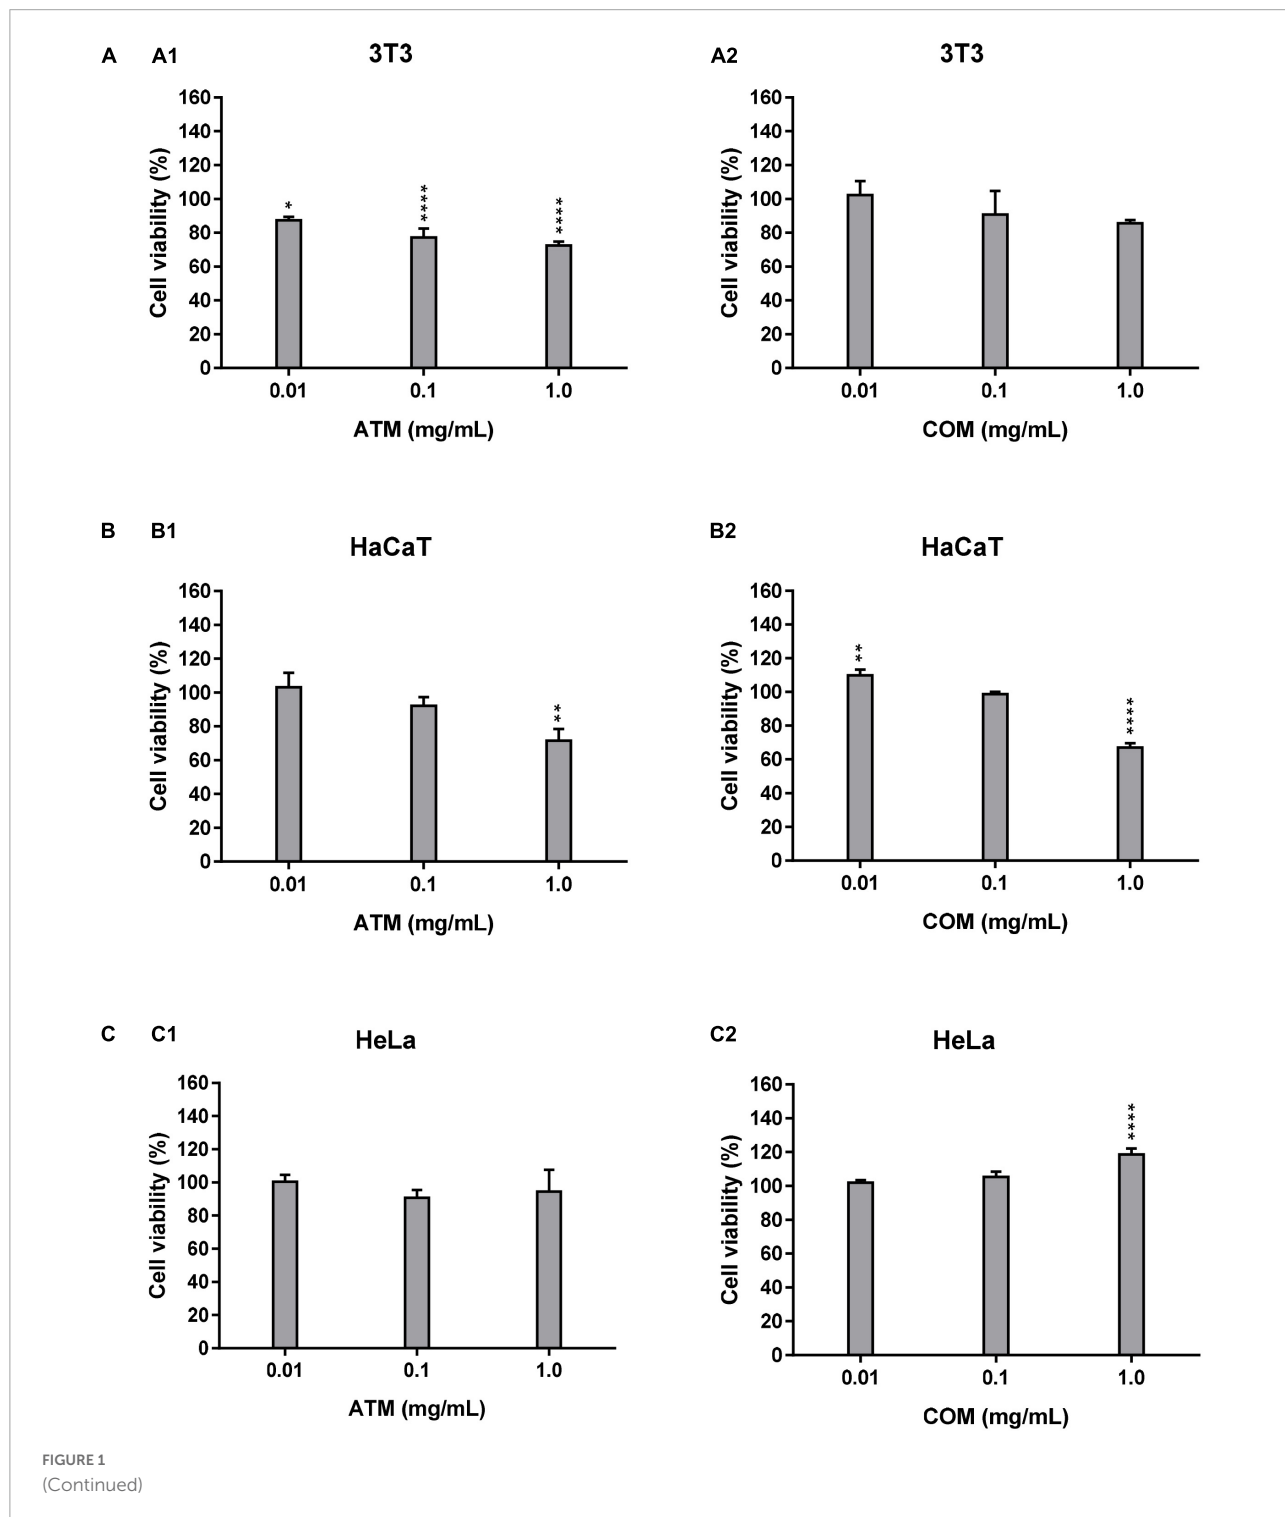 A A1 3T3
160
140
120
100
80
60
40
20
0
Cell viability (%)
*
****
****
0.01 0.1 1.0
ATM (mg/mL)
A2 3T3
160
140
120
100
80
60
40
20
0
Cell viability (%)
0.01 0.1 1.0
COM (mg/mL)
B B1 HaCaT
160
140
120
100
80
60
40
20
0
Cell viability (%)
**
0.01 0.1 1.0
ATM (mg/mL)
B2 HaCaT
160
140
120
100
80
60
40
20
0
Cell viability (%)
**
****
0.01 0.1 1.0
COM (mg/mL)
C C1 HeLa
160
140
120
100
80
60
40
20
0
Cell viability (%)
0.01 0.1 1.0
ATM (mg/mL)
C2 HeLa
160
140
120
100
80
60
40
20
0
Cell viability (%)
****
0.01 0.1 1.0
COM (mg/mL)
FIGURE 1
(Continued)